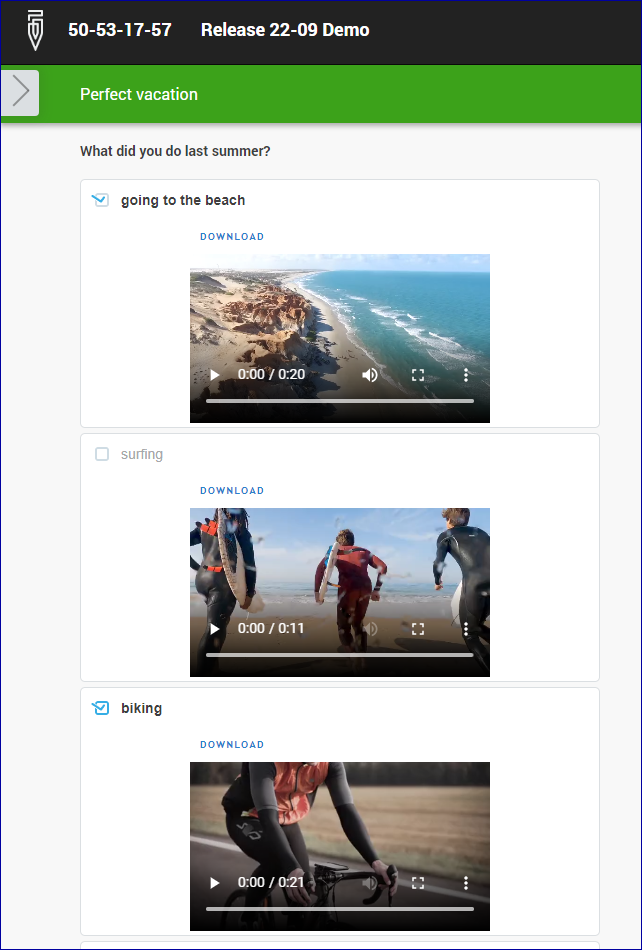 50-53-17-57 Release 22-09 Demo
Perfect vacation
What did you do last summer?
going to the beach
DOWNLOAD
0:00 / 0:20
surfing
DOWNLOAD
0:00 / 0:11
biking
DOWNLOAD
0:00 / 0:21